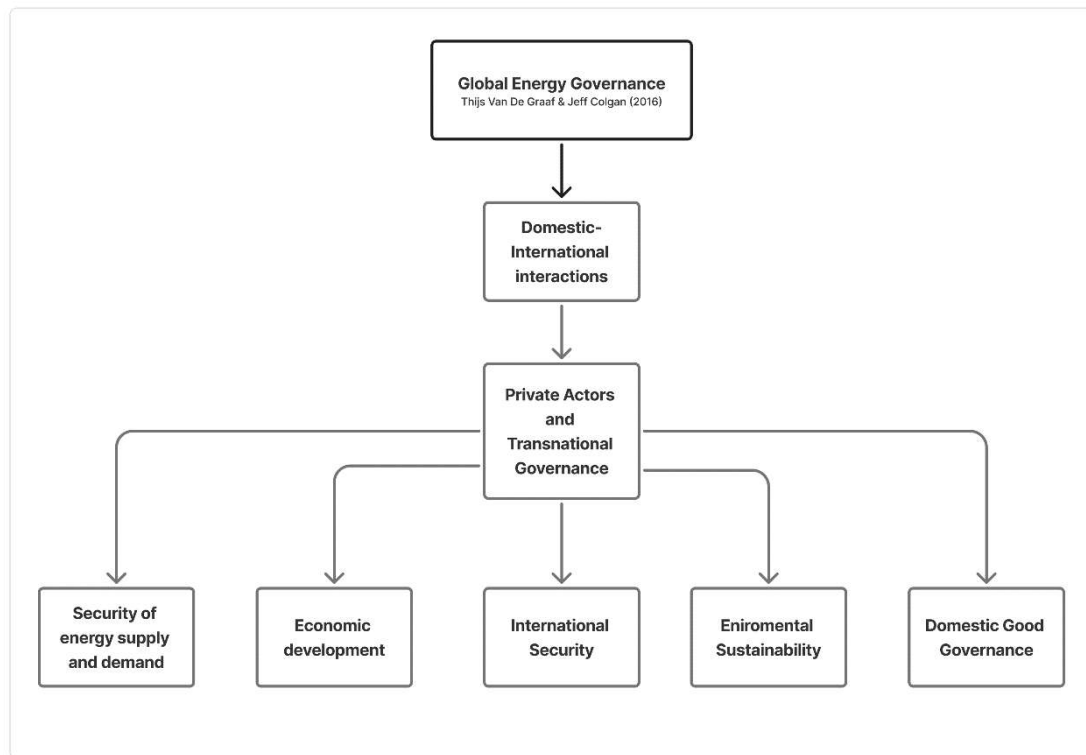 Global Energy Governance
Thijs Van De Graaf & Jeff Colgan (2016)
Domestic-
International
interactions
Private Actors
and
Transnational
Governance
Security of
energy supply
and demand
Economic
development
International
Security
Eniromental
Sustainability
Domestic Good
Governance